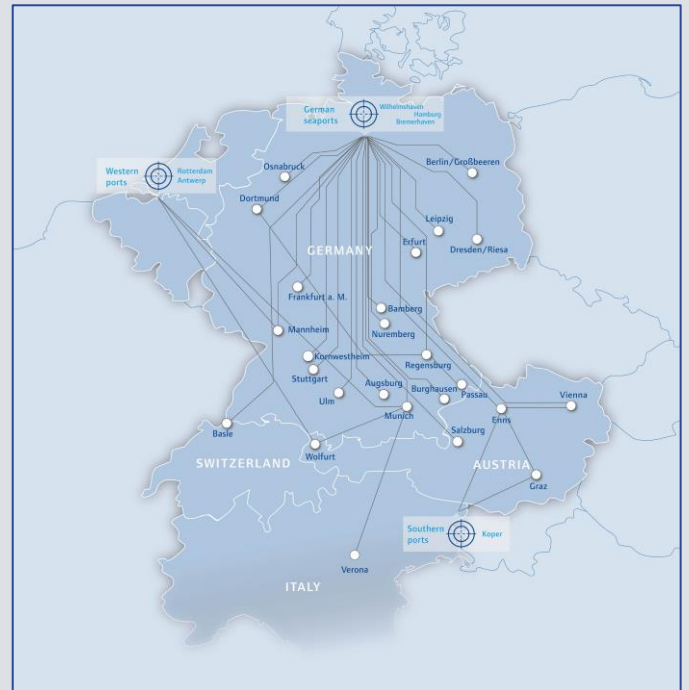 German
seaports
Wilhelmshaven
Hamburg
Bremerhaven
Western
ports
Rotterdam
Antwerp
Osnabruck
Berlin/Großbeeren
Dortmund
Leipzig
GERMANY
Erfurt
Dresden/Riesa
Frankfurt a. M.
Bamberg
Mannheim
Nuremberg
Kornwestheim
Regensburg
Stuttgart
Augsburg
Burghausen
Passau
Vienna
Ulm
Munich
Enns
Basle
Salzburg
Wolfurt
SWITZERLAND
AUSTRIA
Graz
Southern
ports
Koper
Verona
ITALY